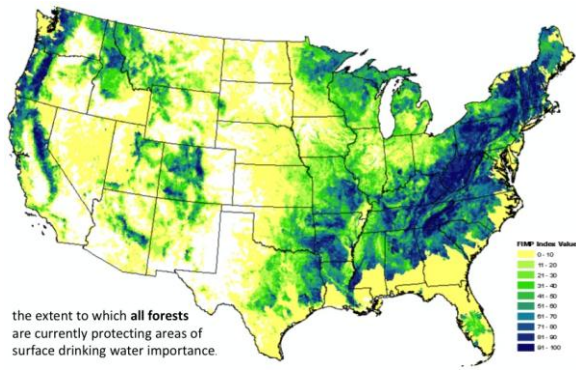 FIMP Index Value
0 - 10
11 - 20
21 - 30
31 - 40
41 - 50
51 - 60
61 - 70
71 - 80
81 - 90
91 - 100
the extent to which all forests
are currently protecting areas of
surface drinking water importance.